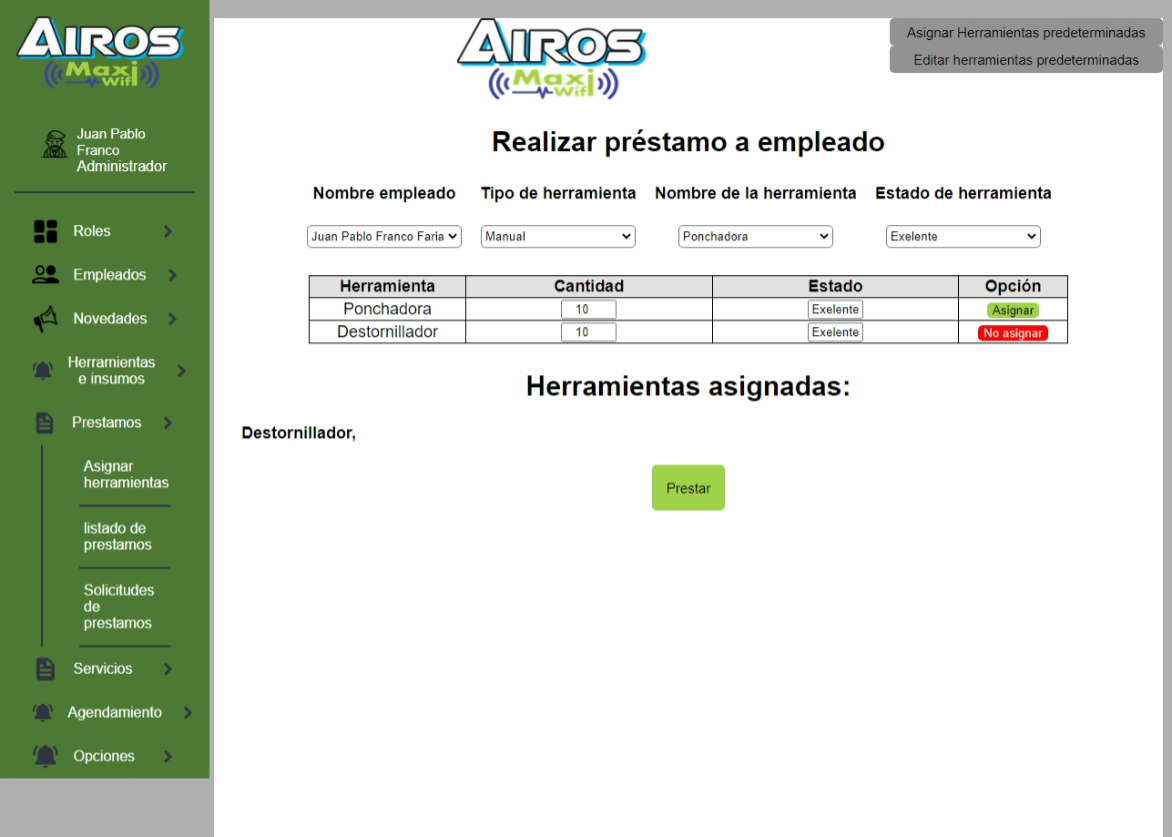 AIROS
Maxi
Wifi
Juan Pablo
Franco
Administrador
Roles
Empleados
Novedades
Herramientas
e insumos
Prestamos
Asignar
herramientas
listado de
prestamos
Solicitudes
de
prestamos
Servicios
Agendamiento
Opciones
AIROS
Maxi
Wifi
Asignar Herramientas predeterminadas
Editar herramientas predeterminadas
Realizar préstamo a empleado
Nombre empleado Tipo de herramienta Nombre de la herramienta Estado de herramienta
Juan Pablo Franco Faria Manual Ponchadora Exelente
Herramienta Cantidad Estado Opción
Ponchadora 10 Exelente Asignar
Destornillador 10 Exelente No asignar
Herramientas asignadas:
Destornillador,
Prestar